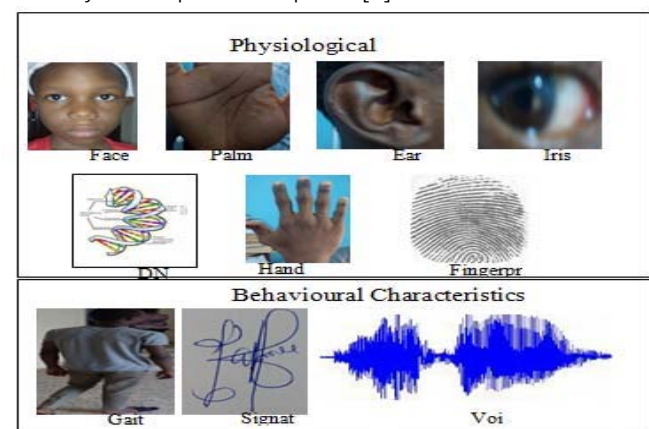 Physiological
Face Palm Ear Iris
DN Hand Fingerpr
Behavioural Characteristics
Gait Signat Voi